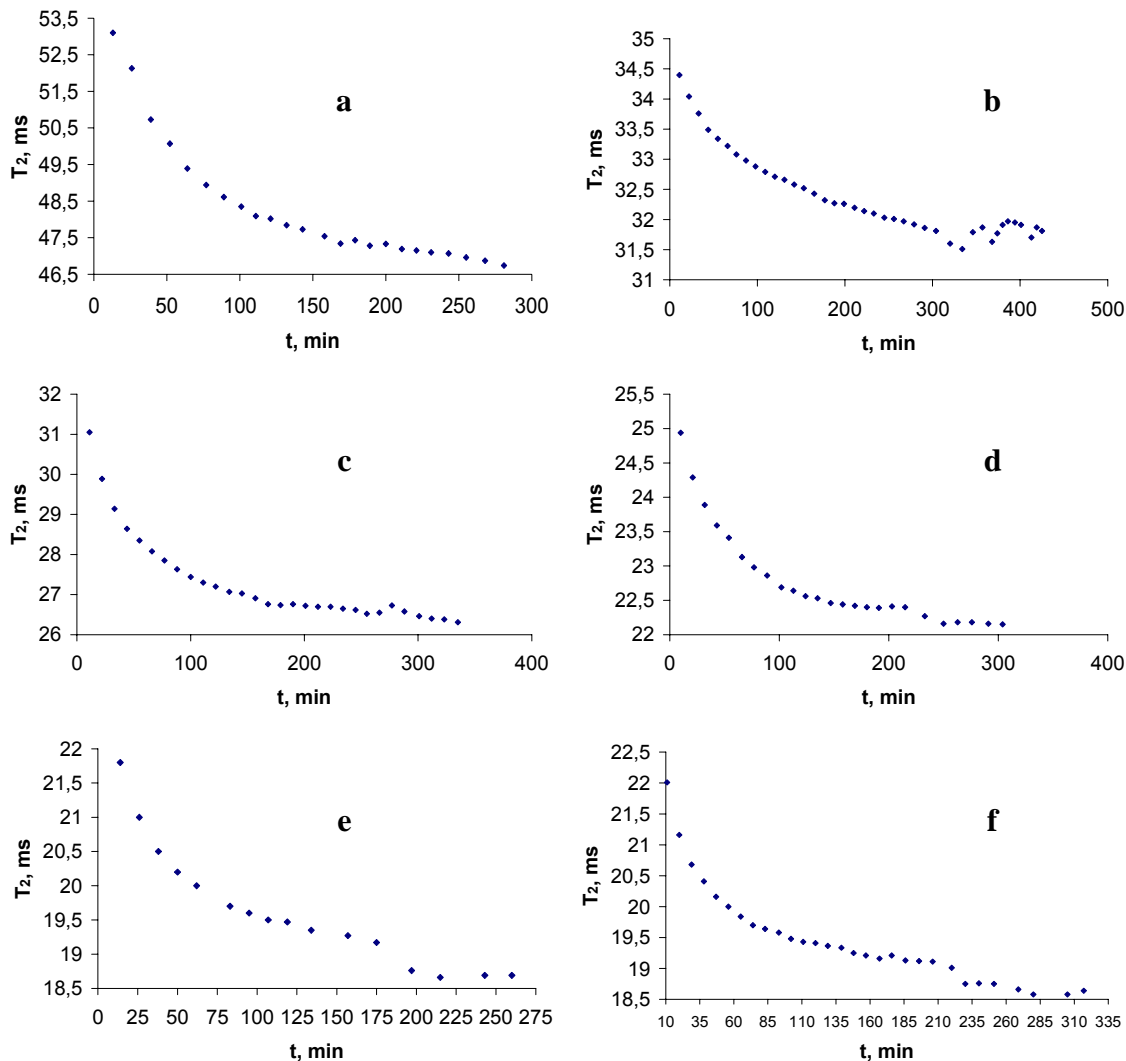 53,5
52,5
51,5
50,5
49,5
48,5
47,5
46,5
T2, ms
a
0 50 100 150 200 250 300
t, min
35
34,5
34
33,5
33
32,5
32
31,5
31
T2, ms
b
0 100 200 300 400 500
t, min
32
31
30
29
28
27
26
T2, ms
c
0 100 200 300 400
t, min
25,5
25
24,5
24
23,5
23
22,5
22
T2, ms
d
0 100 200 300 400
t, min
22
21,5
21
20,5
20
19,5
19
18,5
T2, ms
e
0 25 50 75 100 125 150 175 200 225 250 275
t, min
22,5
22
21,5
21
20,5
20
19,5
19
18,5
T2, ms
f
10 35 60 85 110 135 160 185 210 235 260 285 310 335
t, min